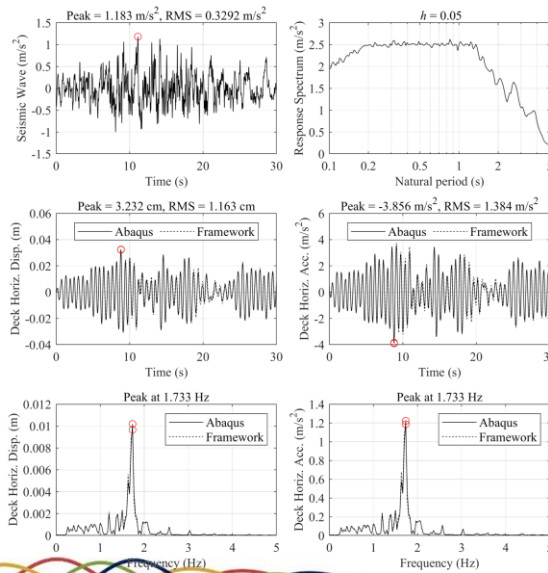 Peak = 1.183 m/s², RMS = 0.3292 m/s²
Seismic Wave (m/s²)
1.5
1
0.5
0
-0.5
-1
-1.5
0 10 20 30
Time (s)
h = 0.05
Response Spectrum (m/s²)
3
2.5
2
1.5
1
0.5
0
0.1 0.2 0.5 1 2
Natural period (s)
Peak = 3.232 cm, RMS = 1.163 cm
Deck Horiz. Disp. (m)
0.06
0.04
0.02
0
-0.02
-0.04
Abaqus Framework
0 10 20 30
Time (s)
Peak = -3.856 m/s², RMS = 1.384 m/s²
Deck Horiz. Acc. (m/s²)
6
4
2
0
-2
-4
Abaqus Framework
0 10 20 30
Time (s)
Peak at 1.733 Hz
Deck Horiz. Disp. (m)
0.012
0.01
0.008
0.006
0.004
0.002
0
Abaqus
Framework
0 1 2 3 4 5
Frequency (Hz)
Peak at 1.733 Hz
Deck Horiz. Acc. (m/s²)
1.4
1.2
1
0.8
0.6
0.4
0.2
0
Abaqus
Framework
0 1 2 3 4
Frequency (Hz)